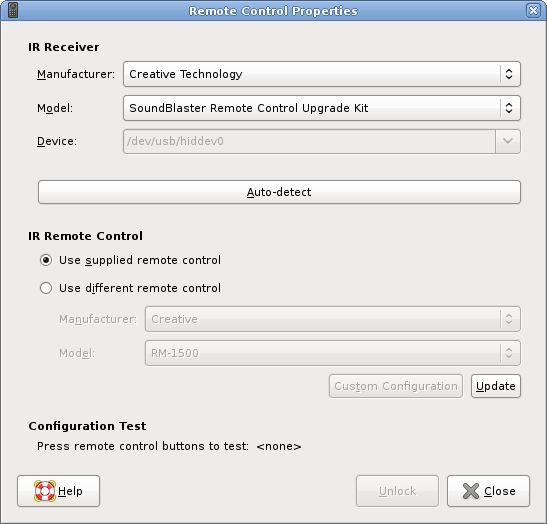 Remote Control Properties
IR Receiver
Manufacturer: Creative Technology
Model: SoundBlaster Remote Control Upgrade Kit
Device: /dev/usb/hiddev0
Auto-detect
IR Remote Control
Use supplied remote control
Use different remote control
Manufacturer: Creative
Model: RM-1500
Custom Configuration Update
Configuration Test
Press remote control buttons to test: <none>
Help Unlock Close